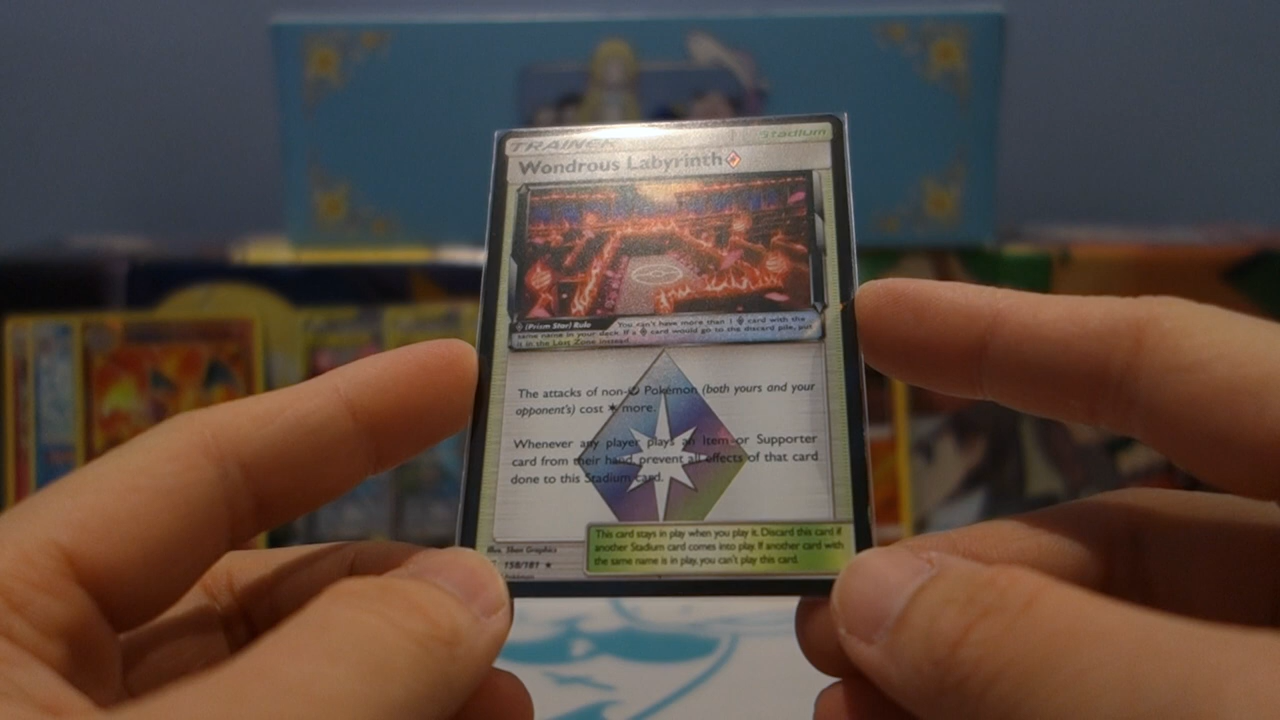 TRAINER Stadium
Wondrous Labyrinth
(Prism Star) Rule You can't have more than 1 card with the
same name in your deck. If a card would go to the discard pile, put
it in the Lost Zone instead.
The attacks of non- Pokémon (both yours and your
opponent's) cost more.
Whenever any player plays an Item or Supporter
card from their hand, prevent all effects of that card
done to this Stadium card.
This card stays in play when you play it. Discard this card if
another Stadium card comes into play. If another card with
the same name is in play, you can't play this card.
Illus. 5ban Graphics
158/181 ★
Pokémon